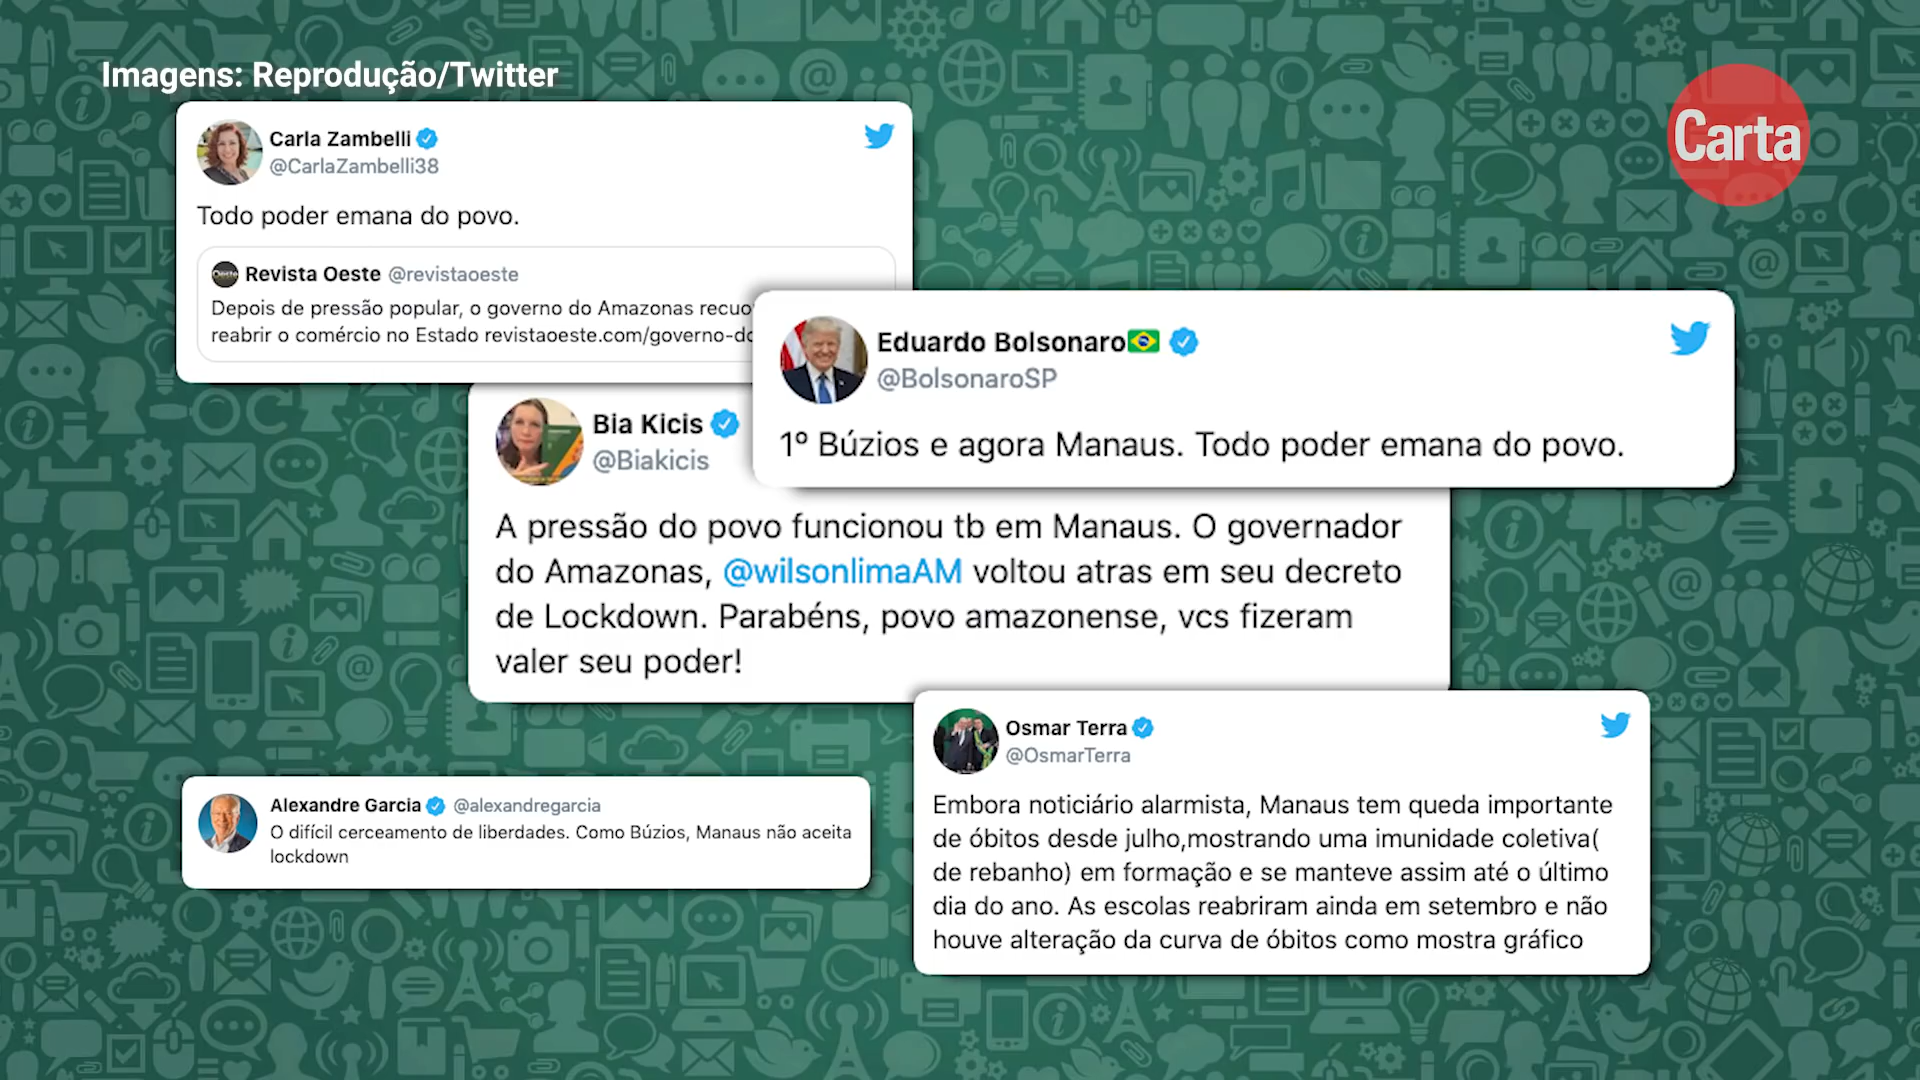 Imagens: Reprodução/Twitter
Carta
Carla Zambelli
@CarlaZambelli38
Todo poder emana do povo.
Oeste
Revista Oeste @revistaoeste
Depois de pressão popular, o governo do Amazonas recuo
reabrir o comércio no Estado revistaoeste.com/governo-do
Eduardo Bolsonaro
@BolsonaroSP
1º Búzios e agora Manaus. Todo poder emana do povo.
Bia Kicis
@Biakicis
A pressão do povo funcionou tb em Manaus. O governador
do Amazonas, @wilsonlimaAM voltou atras em seu decreto
de Lockdown. Parabéns, povo amazonense, vcs fizeram
valer seu poder!
Osmar Terra
@OsmarTerra
Embora noticiário alarmista, Manaus tem queda importante
de óbitos desde julho,mostrando uma imunidade coletiva(
de rebanho) em formação e se manteve assim até o último
dia do ano. As escolas reabriram ainda em setembro e não
houve alteração da curva de óbitos como mostra gráfico
Alexandre Garcia @alexandregarcia
O difícil cerceamento de liberdades. Como Búzios, Manaus não aceita
lockdown